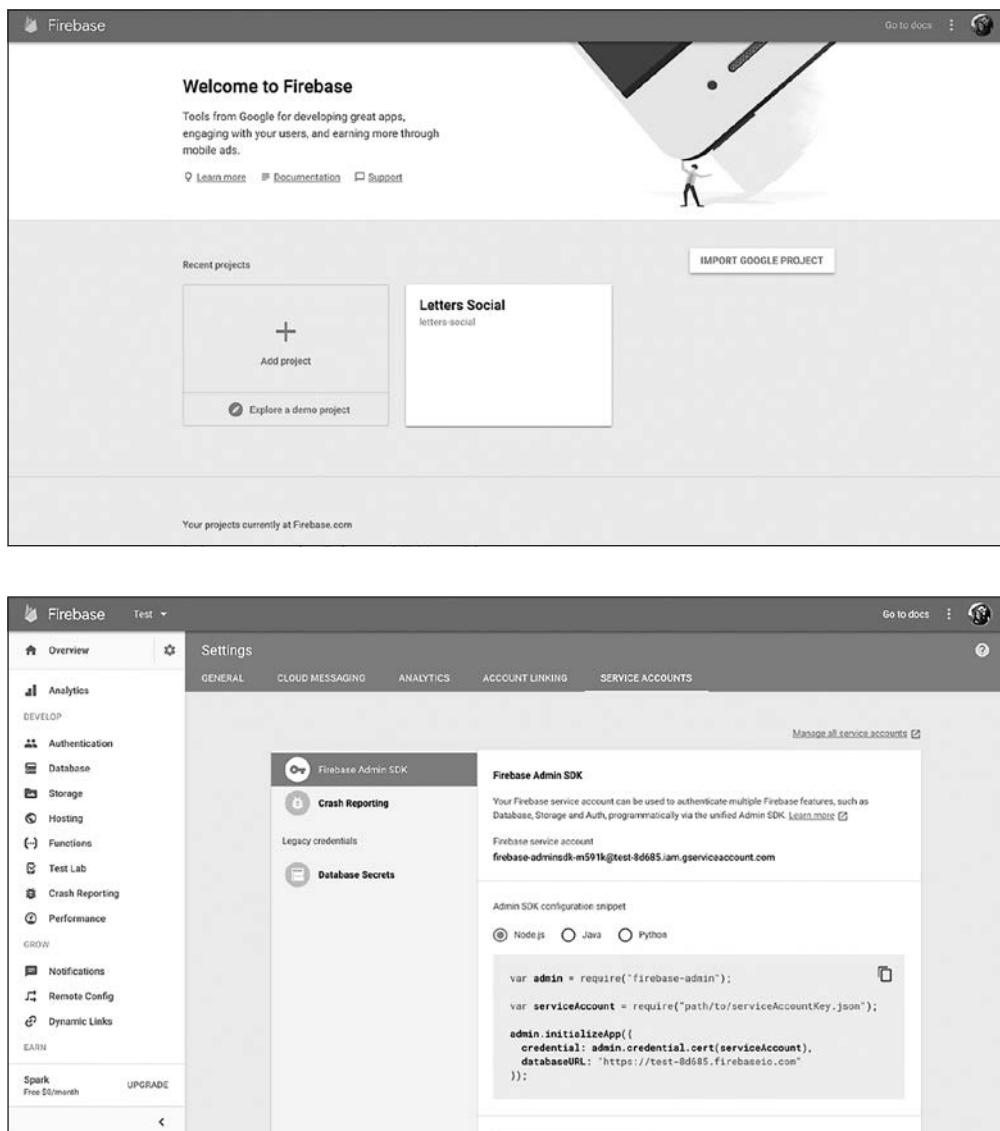 Firebase
Go to docs
Welcome to Firebase
Tools from Google for developing great apps,
engaging with your users, and earning more through
mobile ads.
Learn more Documentation Support
Recent projects
IMPORT GOOGLE PROJECT
Letters Social
letters-social
Add project
Explore a demo project
Your projects currently at Firebase.com
Firebase Test
Go to docs
Overview
Settings
GENERAL CLOUD MESSAGING ANALYTICS ACCOUNT LINKING SERVICE ACCOUNTS
Analytics
DEVELOP
Authentication
Database
Storage
Hosting
Functions
Test Lab
Crash Reporting
Performance
GROW
Notifications
Remote Config
Dynamic Links
EARN
Spark
Free $0/month
UPGRADE
Manage all service accounts
Firebase Admin SDK
Crash Reporting
Legacy credentials
Database Secrets
Firebase Admin SDK
Your Firebase service account can be used to authenticate multiple Firebase features, such as
Database, Storage and Auth, programmatically via the unified Admin SDK. Learn more
Firebase service account
firebase-adminsdk-m591k@test-8d685.iam.gserviceaccount.com
Admin SDK configuration snippet
Node.js Java Python
var admin = require("firebase-admin");
var serviceAccount = require("path/to/serviceAccountKey.json");
admin.initializeApp({
credential: admin.credential.cert(serviceAccount),
databaseURL: "https://test-8d685.firebaseio.com"
});